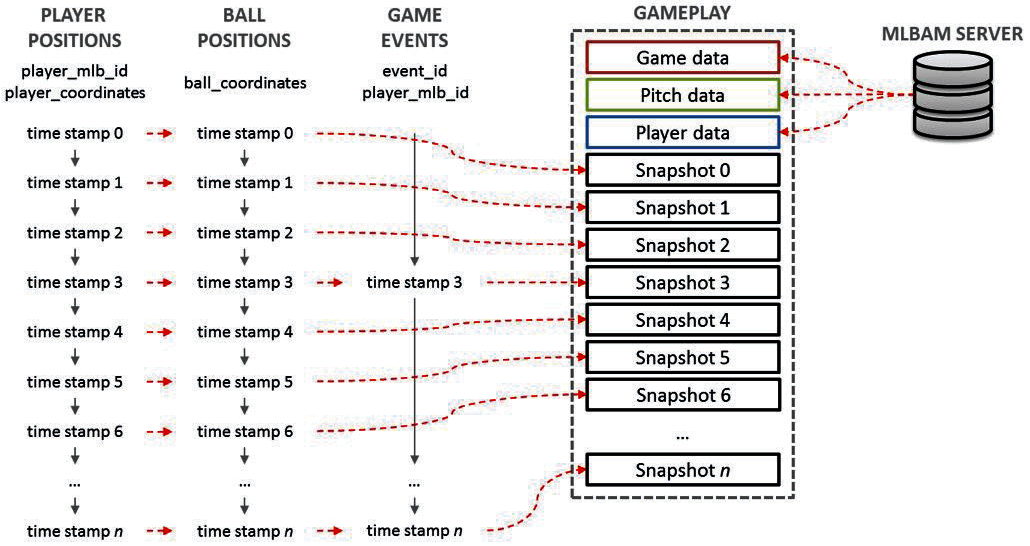 PLAYER
POSITIONS
player_mlb_id
player_coordinates
time stamp 0
time stamp 1
time stamp 2
time stamp 3
time stamp 4
time stamp 5
time stamp 6
...
time stamp n
BALL
POSITIONS
ball_coordinates
time stamp 0
time stamp 1
time stamp 2
time stamp 3
time stamp 4
time stamp 5
time stamp 6
...
time stamp n
GAME
EVENTS
event_id
player_mlb_id
time stamp 3
...
time stamp n
GAMEPLAY
Game data
Pitch data
Player data
Snapshot 0
Snapshot 1
Snapshot 2
Snapshot 3
Snapshot 4
Snapshot 5
Snapshot 6
...
Snapshot n
MLBAM SERVER